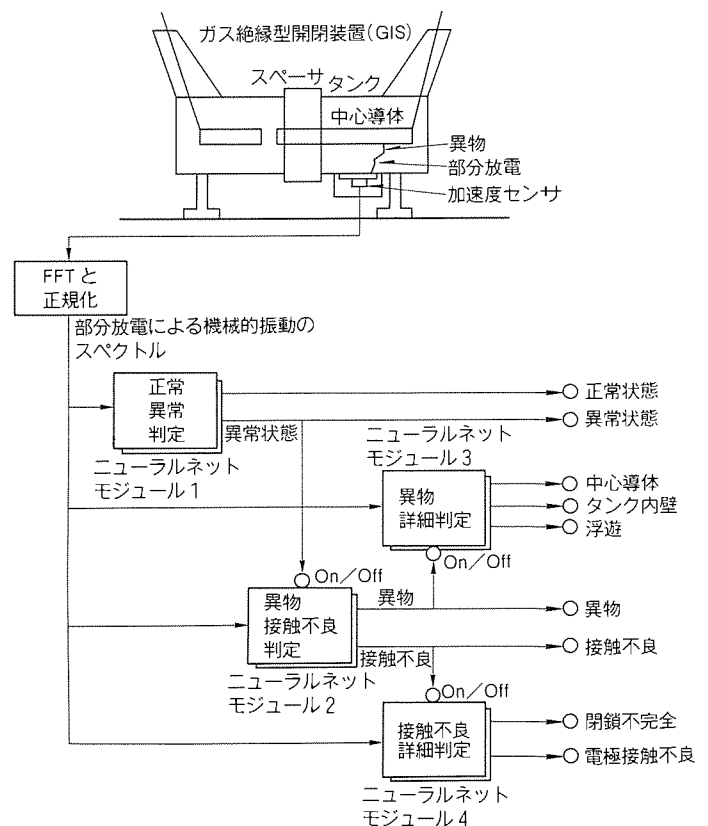 ガス絶縁型開閉装置(GIS)
スペーサ
タンク
中心導体
異物
部分放電
加速度センサ
FFTと
正規化
部分放電による機械的振動の
スペクトル
正常
異常
判定
正常状態
異常状態
異常状態
ニューラルネット
モジュール1
ニューラルネット
モジュール3
異物
詳細判定
中心導体
タンク内壁
浮遊
On/Off
On/Off
異物
接触不良
判定
異物
異物
接触不良
接触不良
ニューラルネット
モジュール2
On/Off
接触不良
詳細判定
閉鎖不完全
電極接触不良
ニューラルネット
モジュール4